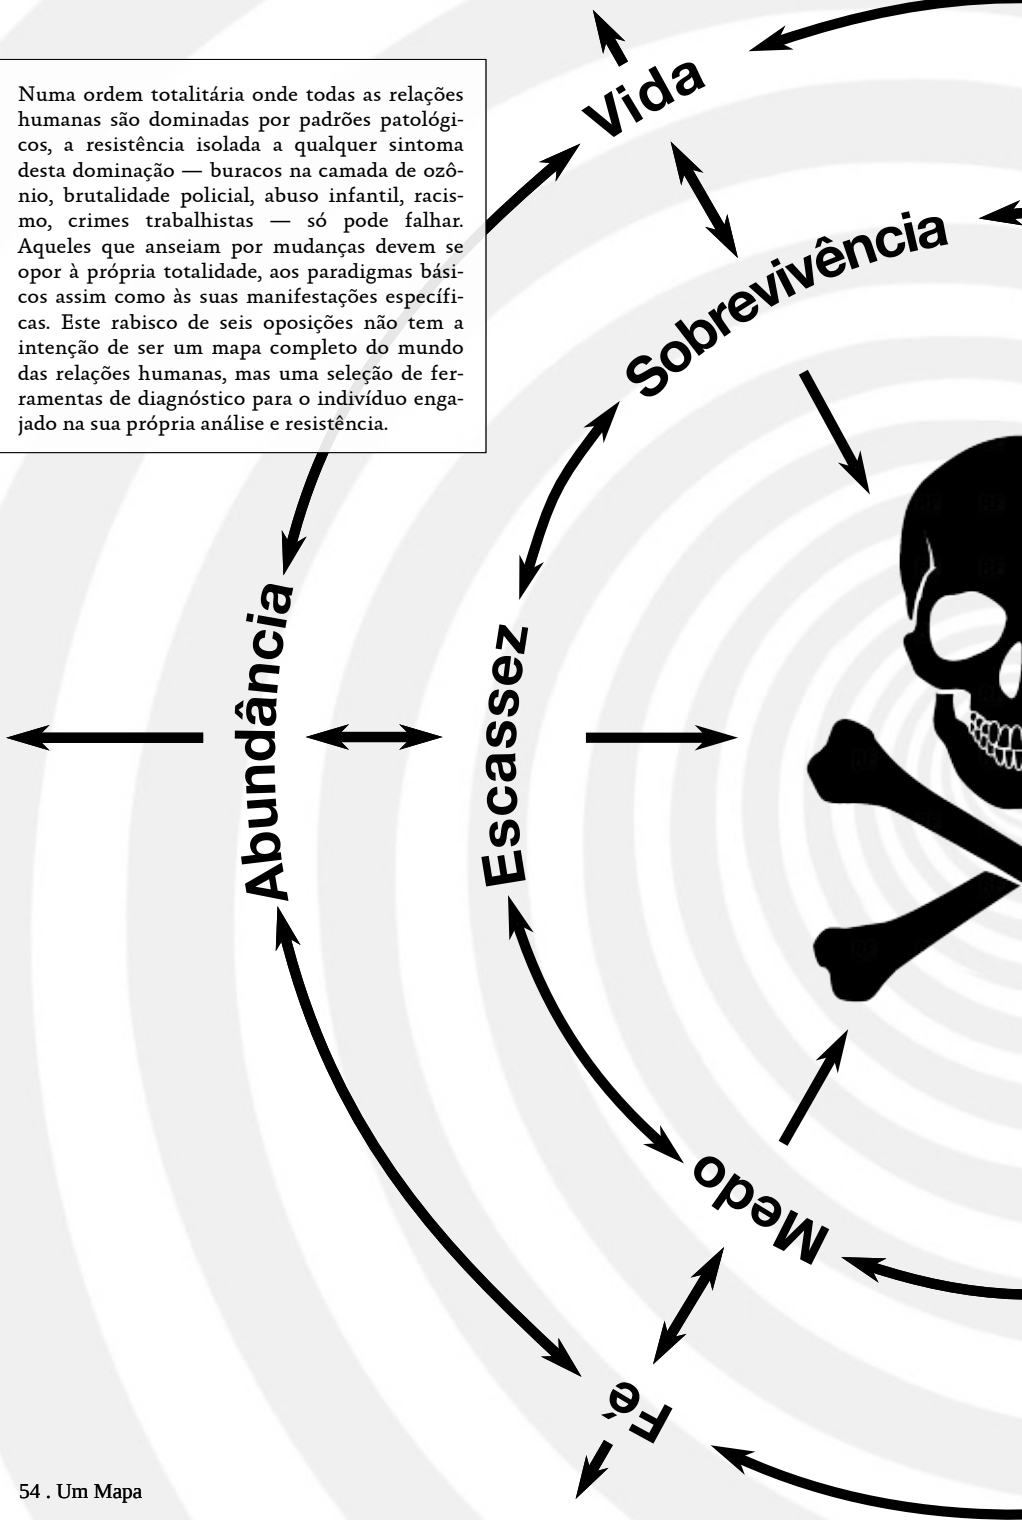 Numa ordem totalitária onde todas as relações
humanas são dominadas por padrões patológi-
cos, a resistência isolada a qualquer sintoma
desta dominação — buracos na camada de ozô-
nio, brutalidade policial, abuso infantil, racis-
mo, crimes trabalhistas — só pode falhar.
Aqueles que anseiam por mudanças devem se
opor à própria totalidade, aos paradigmas bási-
cos assim como às suas manifestações específi-
cas. Este rabisco de seis oposições não tem a
intenção de ser um mapa completo do mundo
das relações humanas, mas uma seleção de fer-
ramentas de diagnóstico para o indivíduo enga-
jado na sua própria análise e resistência.
Vida
Sobrevivência
Abundância
Escassez
Medo
Fé
54 . Um Mapa